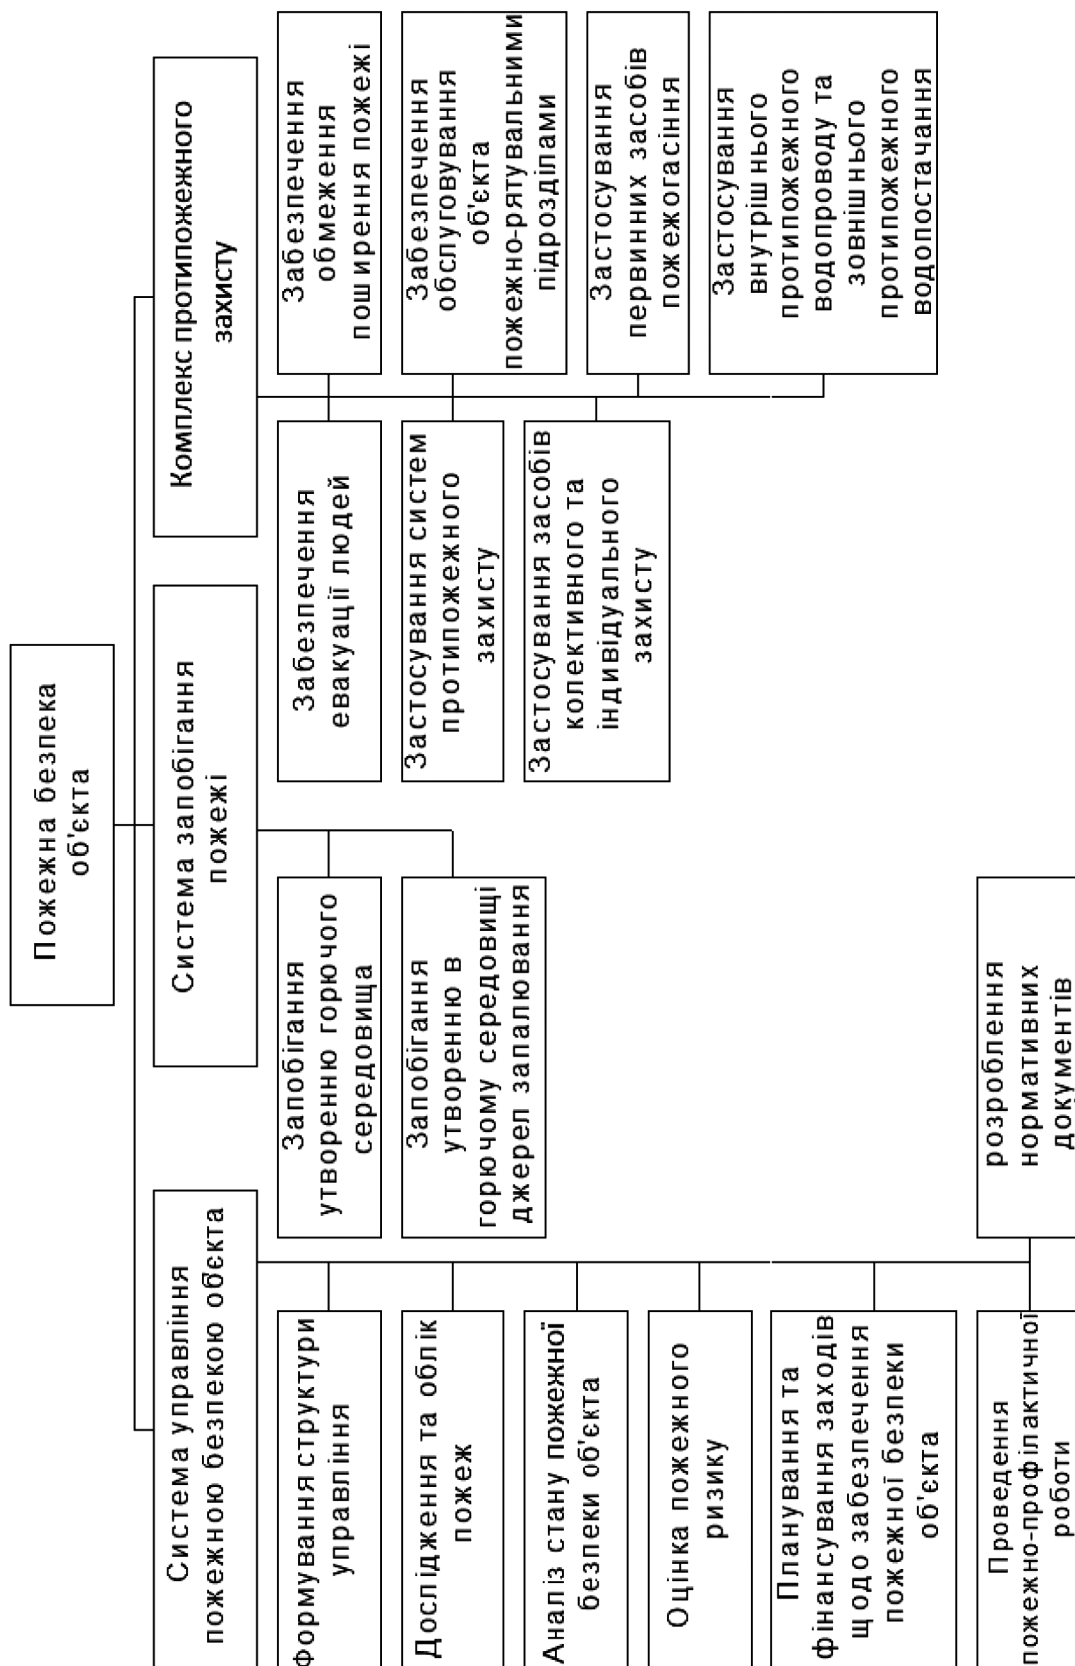 Пожежна безпека
об'єкта
Система управління
пожежною безпекою обєкта
Система запобігання
пожежі
Комплекс протипожежного
захисту
Формування структури
управління
Дослідження та облік
пожеж
Аналіз стану пожежної
безпеки об'єкта
Оцінка пожежного
ризику
Планування та
фінансування заходів
щодо забезпечення
пожежної безпеки
об'єкта
Проведення
пожежно-профілактичної
роботи
розроблення
нормативних
документів
Запобігання
утворенню горючого
середовища
Запобігання
утворенню в
горючому середовищі
джерел запалювання
Забезпечення
евакуації людей
Застосування систем
протипожежного
захисту
Застосування засобів
колективного та
індивідуального
захисту
Забезпечення
обмеження
поширення пожежі
Забезпечення
обслуговування
об'єкта
пожежно-рятувальними
підрозділами
Застосування
первинних засобів
пожежогасіння
Застосування
внутрішнього
протипожежного
водопроводу та
зовнішнього
протипожежного
водопостачання